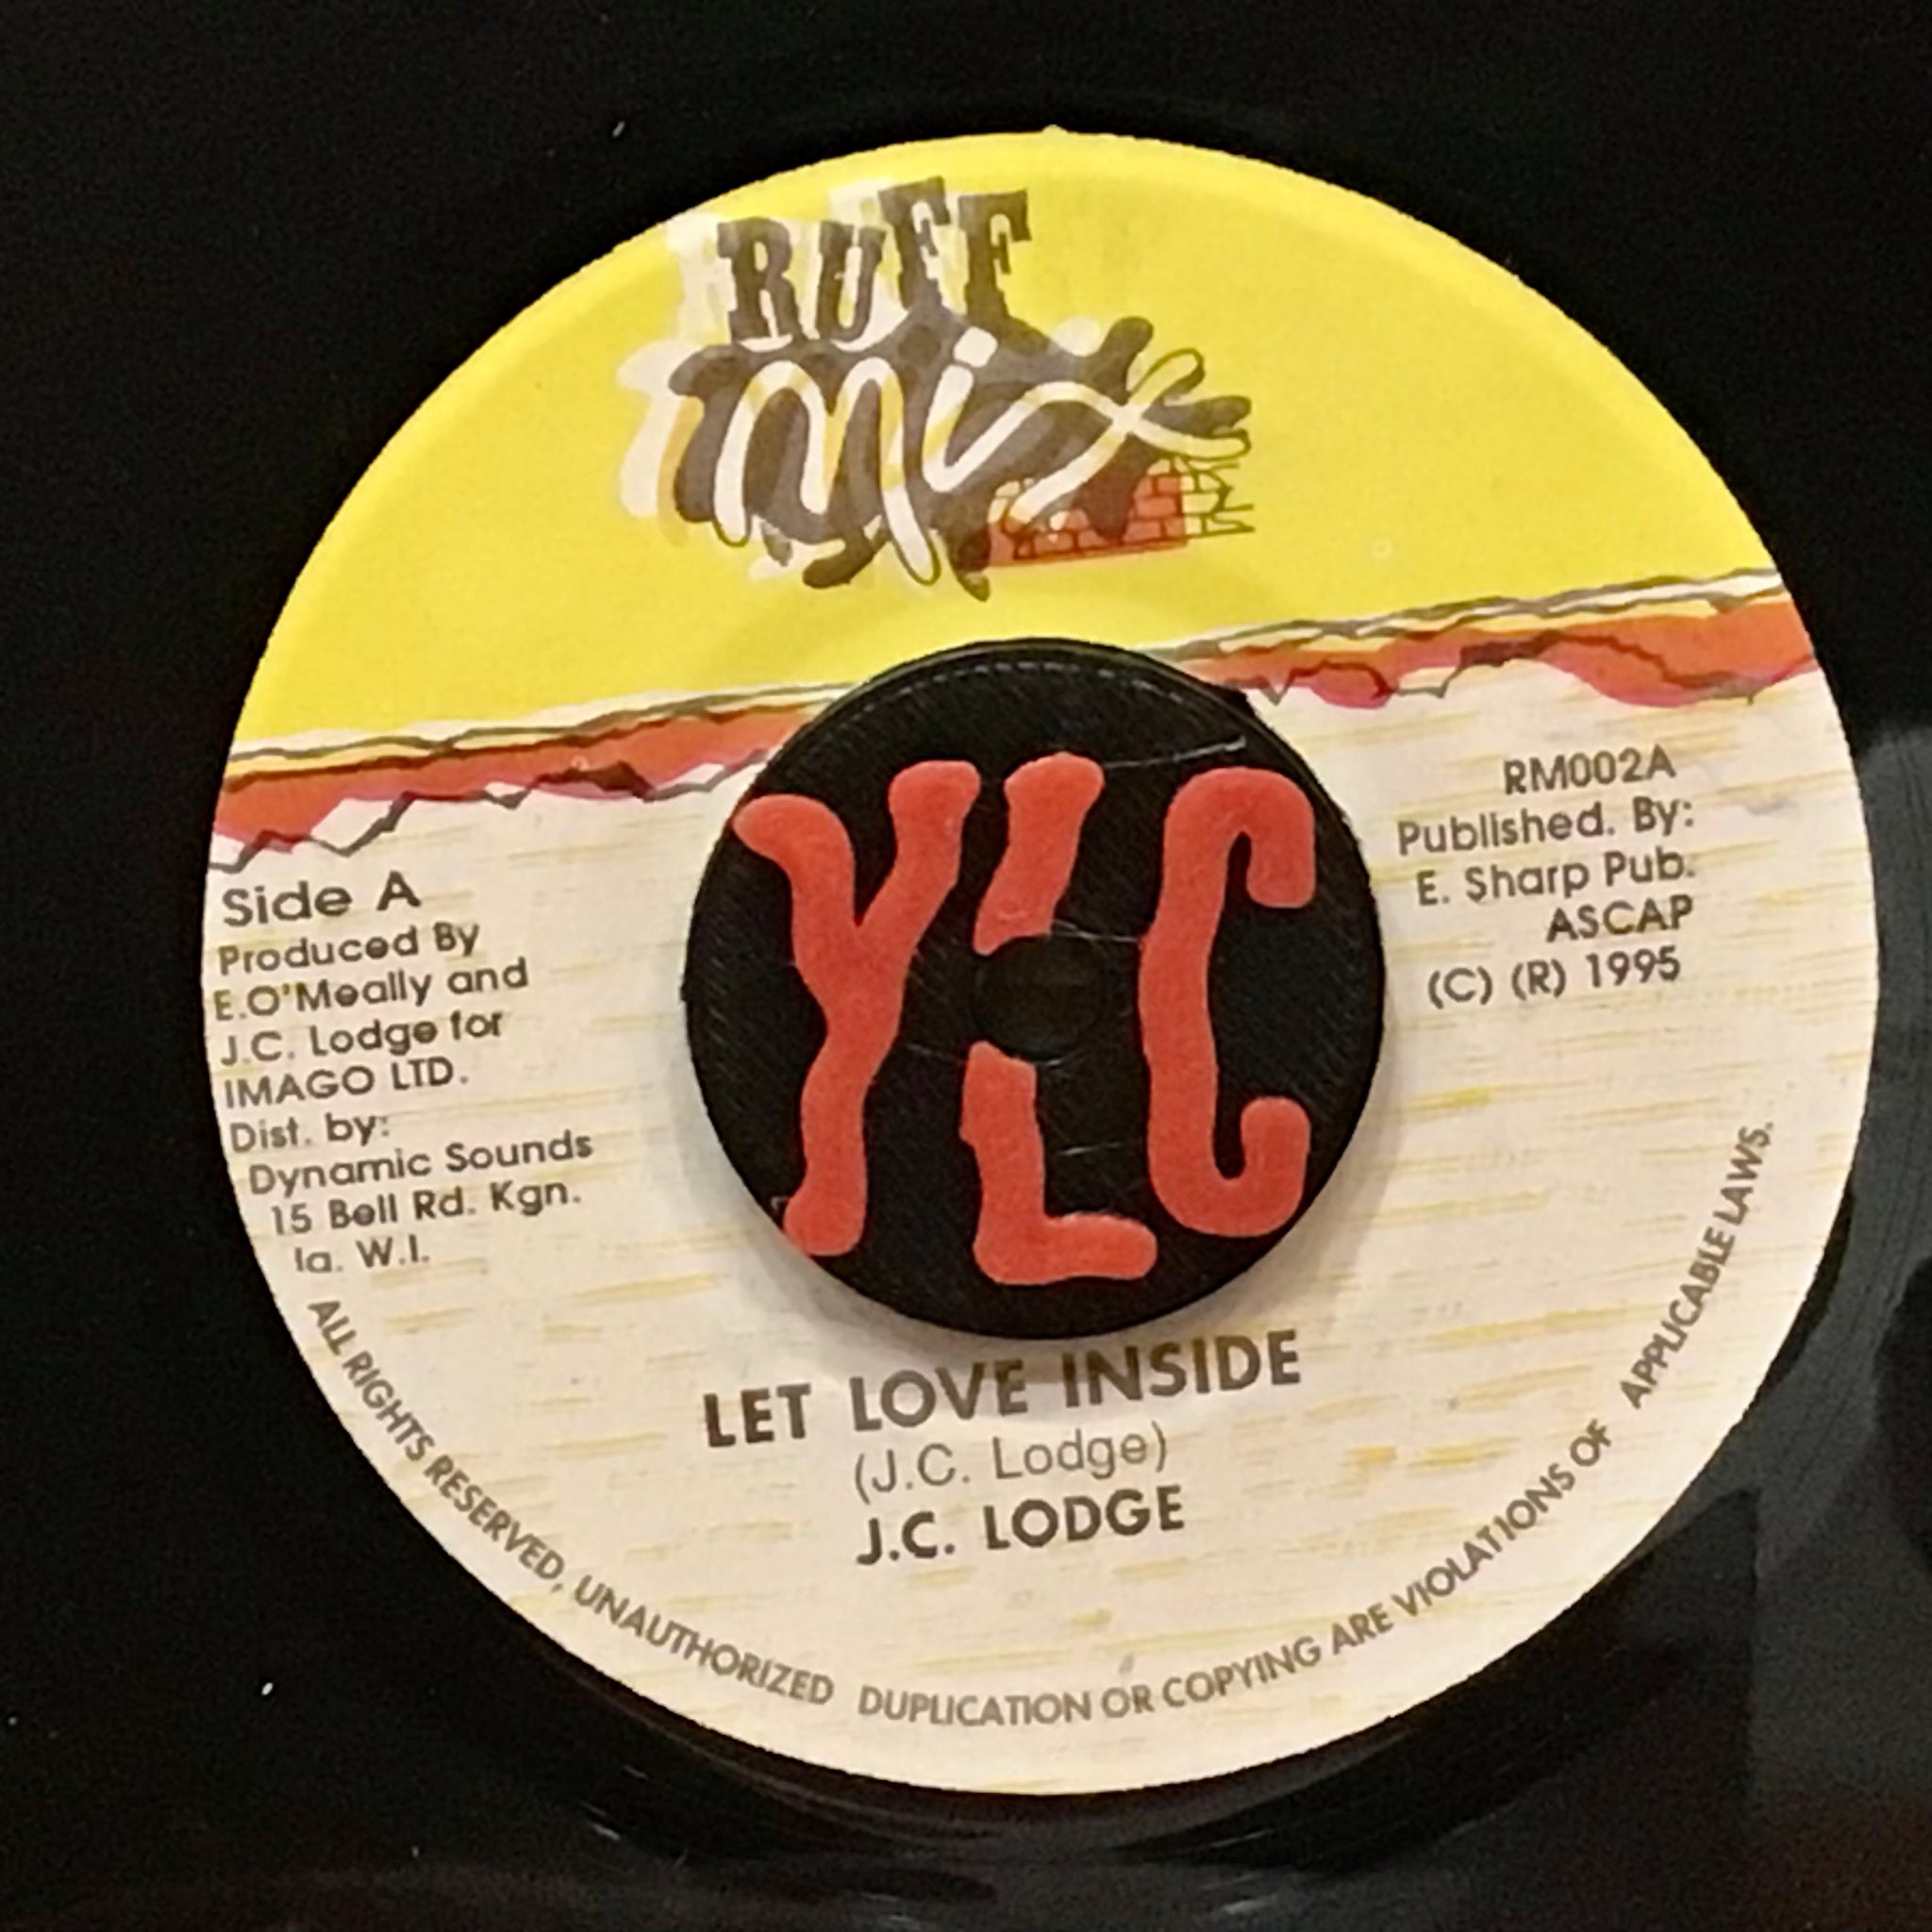 RUFF
mix
RM002A
Published. By:
E. Sharp Pub.
ASCAP
(C) (R) 1995
Side A
Produced By
E.O'Meally and
J.C. Lodge for
IMAGO LTD.
Dist. by:
Dynamic Sounds
15 Bell Rd. Kgn.
Ja. W.I.
YLC
LET LOVE INSIDE
(J.C. Lodge)
J.C. LODGE
ALL RIGHTS RESERVED, UNAUTHORIZED DUPLICATION OR COPYING ARE VIOLATIONS OF APPLICABLE LAWS.